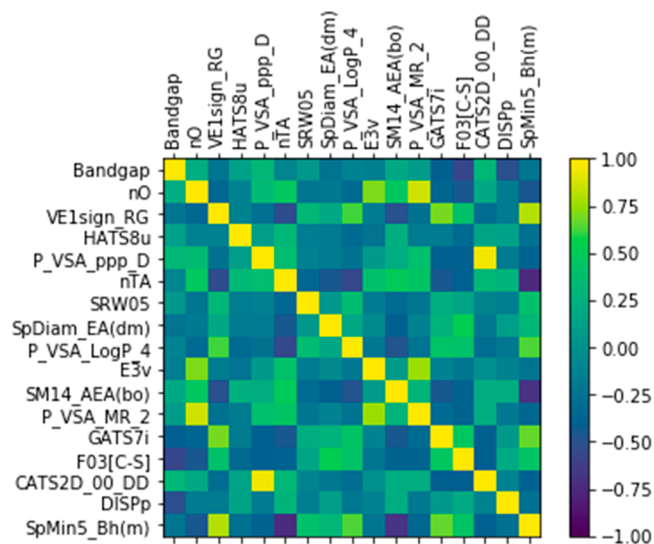 Bandgap
nO
VE1sign_RG
HATS8u
P_VSA_ppp_D
nTA
SRW05
SpDiam_EA(dm)
P_VSA_LogP_4
E3v
SM14_AEA(bo)
P_VSA_MR_2
GATS7i
F03[C-S]
CATS2D_00_DD
DISPp
SpMin5_Bh(m)
Bandgap
nO
VE1sign_RG
HATS8u
P_VSA_ppp_D
nTA
SRW05
SpDiam_EA(dm)
P_VSA_LogP_4
E3v
SM14_AEA(bo)
P_VSA_MR_2
GATS7i
F03[C-S]
CATS2D_00_DD
DISPp
SpMin5_Bh(m)
1.00
0.75
0.50
0.25
0.00
−0.25
−0.50
−0.75
−1.00